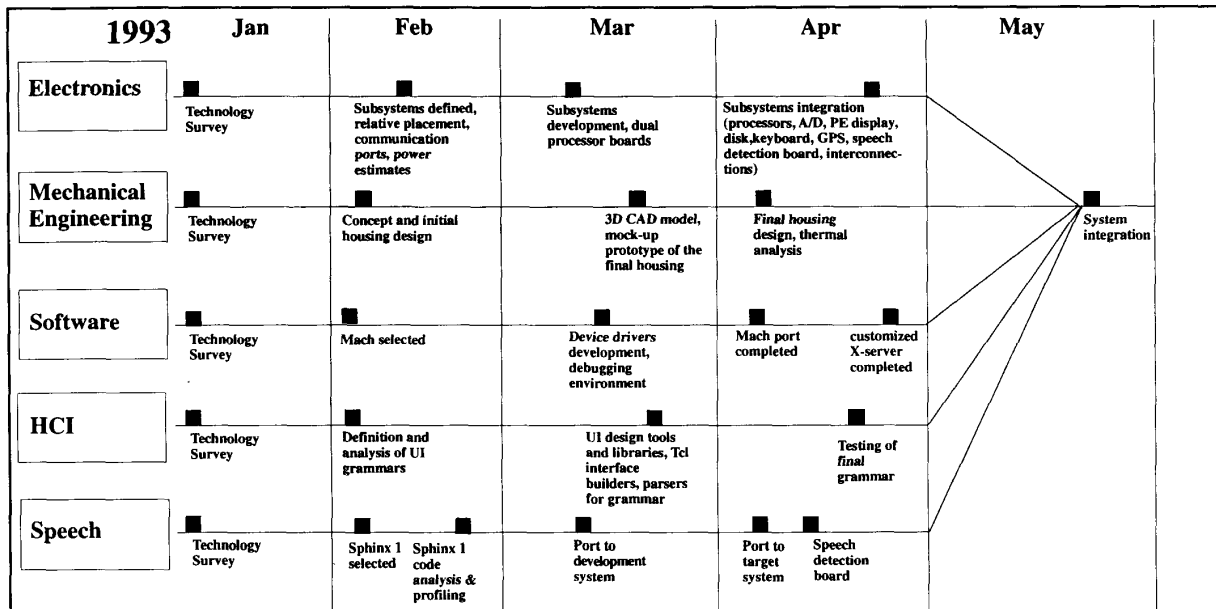 1993 Jan Feb Mar Apr May
Electronics
Technology
Survey
Subsystems defined,
relative placement,
communication
ports, power
estimates
Subsystems
development, dual
processor boards
Subsystems integration
(processors, A/D, PE display,
disk,keyboard, GPS, speech
detection board, interconnec-
tions)
Mechanical
Engineering
Technology
Survey
Concept and initial
housing design
3D CAD model,
mock-up
prototype of the
final housing
Final housing
design, thermal
analysis
System
integration
Software
Technology
Survey
Mach selected
Device drivers
development,
debugging
environment
Mach port
completed
customized
X-server
completed
HCI
Technology
Survey
Definition and
analysis of UI
grammars
UI design tools
and libraries, Tcl
interface
builders, parsers
for grammar
Testing of
final
grammar
Speech
Technology
Survey
Sphinx 1
selected
Sphinx 1
code
analysis &
profiling
Port to
development
system
Port to
target
system
Speech
detection
board